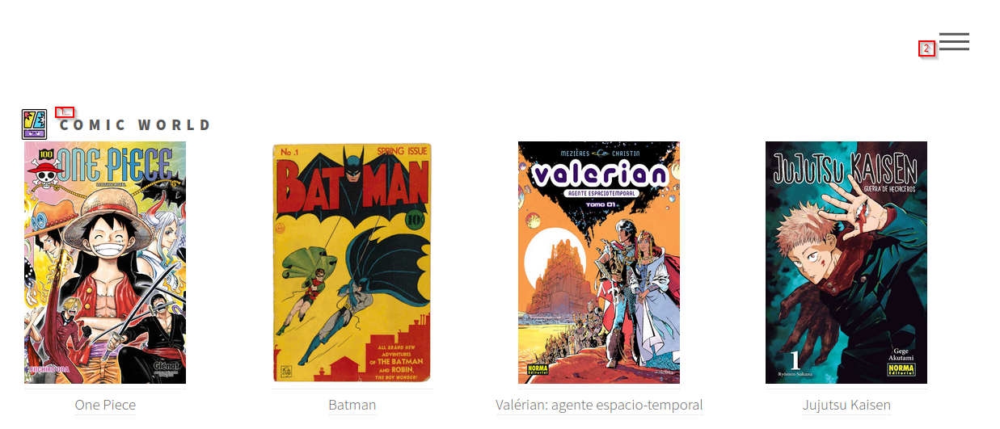 2
1
COMIC WORLD
100
ONE PIECE
EIICHIRO ODA
Glénat
No .1
SPRING ISSUE
BATMAN
10¢
ALL BRAND NEW
ADVENTURES
OF THE BATMAN
AND ROBIN,
THE BOY WONDER!
MEZIÈRES
CHRISTIN
valerian
AGENTE ESPACIOTEMPORAL
TOMO 01
NORMA
Editorial
JUJUTSU KAISEN
GUERRA DE HECHICEROS
1
Ryômen-Sukuna
Gege
Akutami
NORMA
Editorial
One Piece
Batman
Valérian: agente espacio-temporal
Jujutsu Kaisen